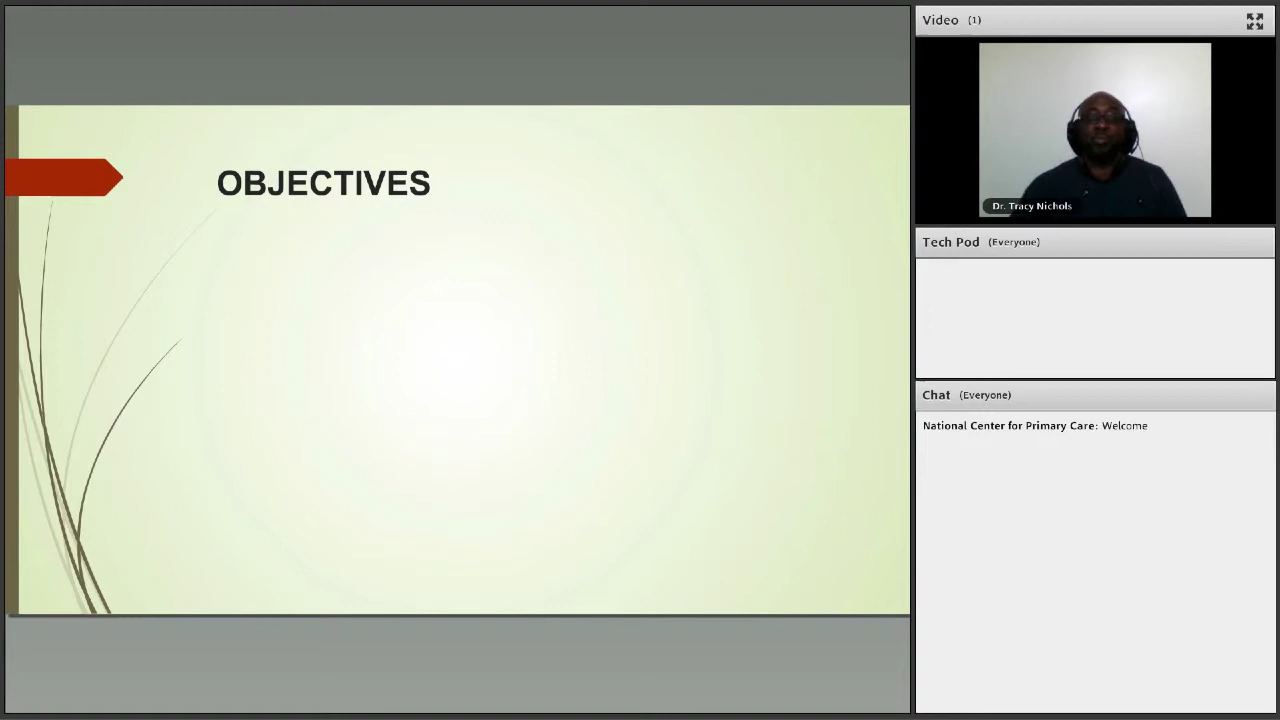 OBJECTIVES
Video (1)
Dr. Tracy Nichols
Tech Pod (Everyone)
Chat (Everyone)
National Center for Primary Care: Welcome